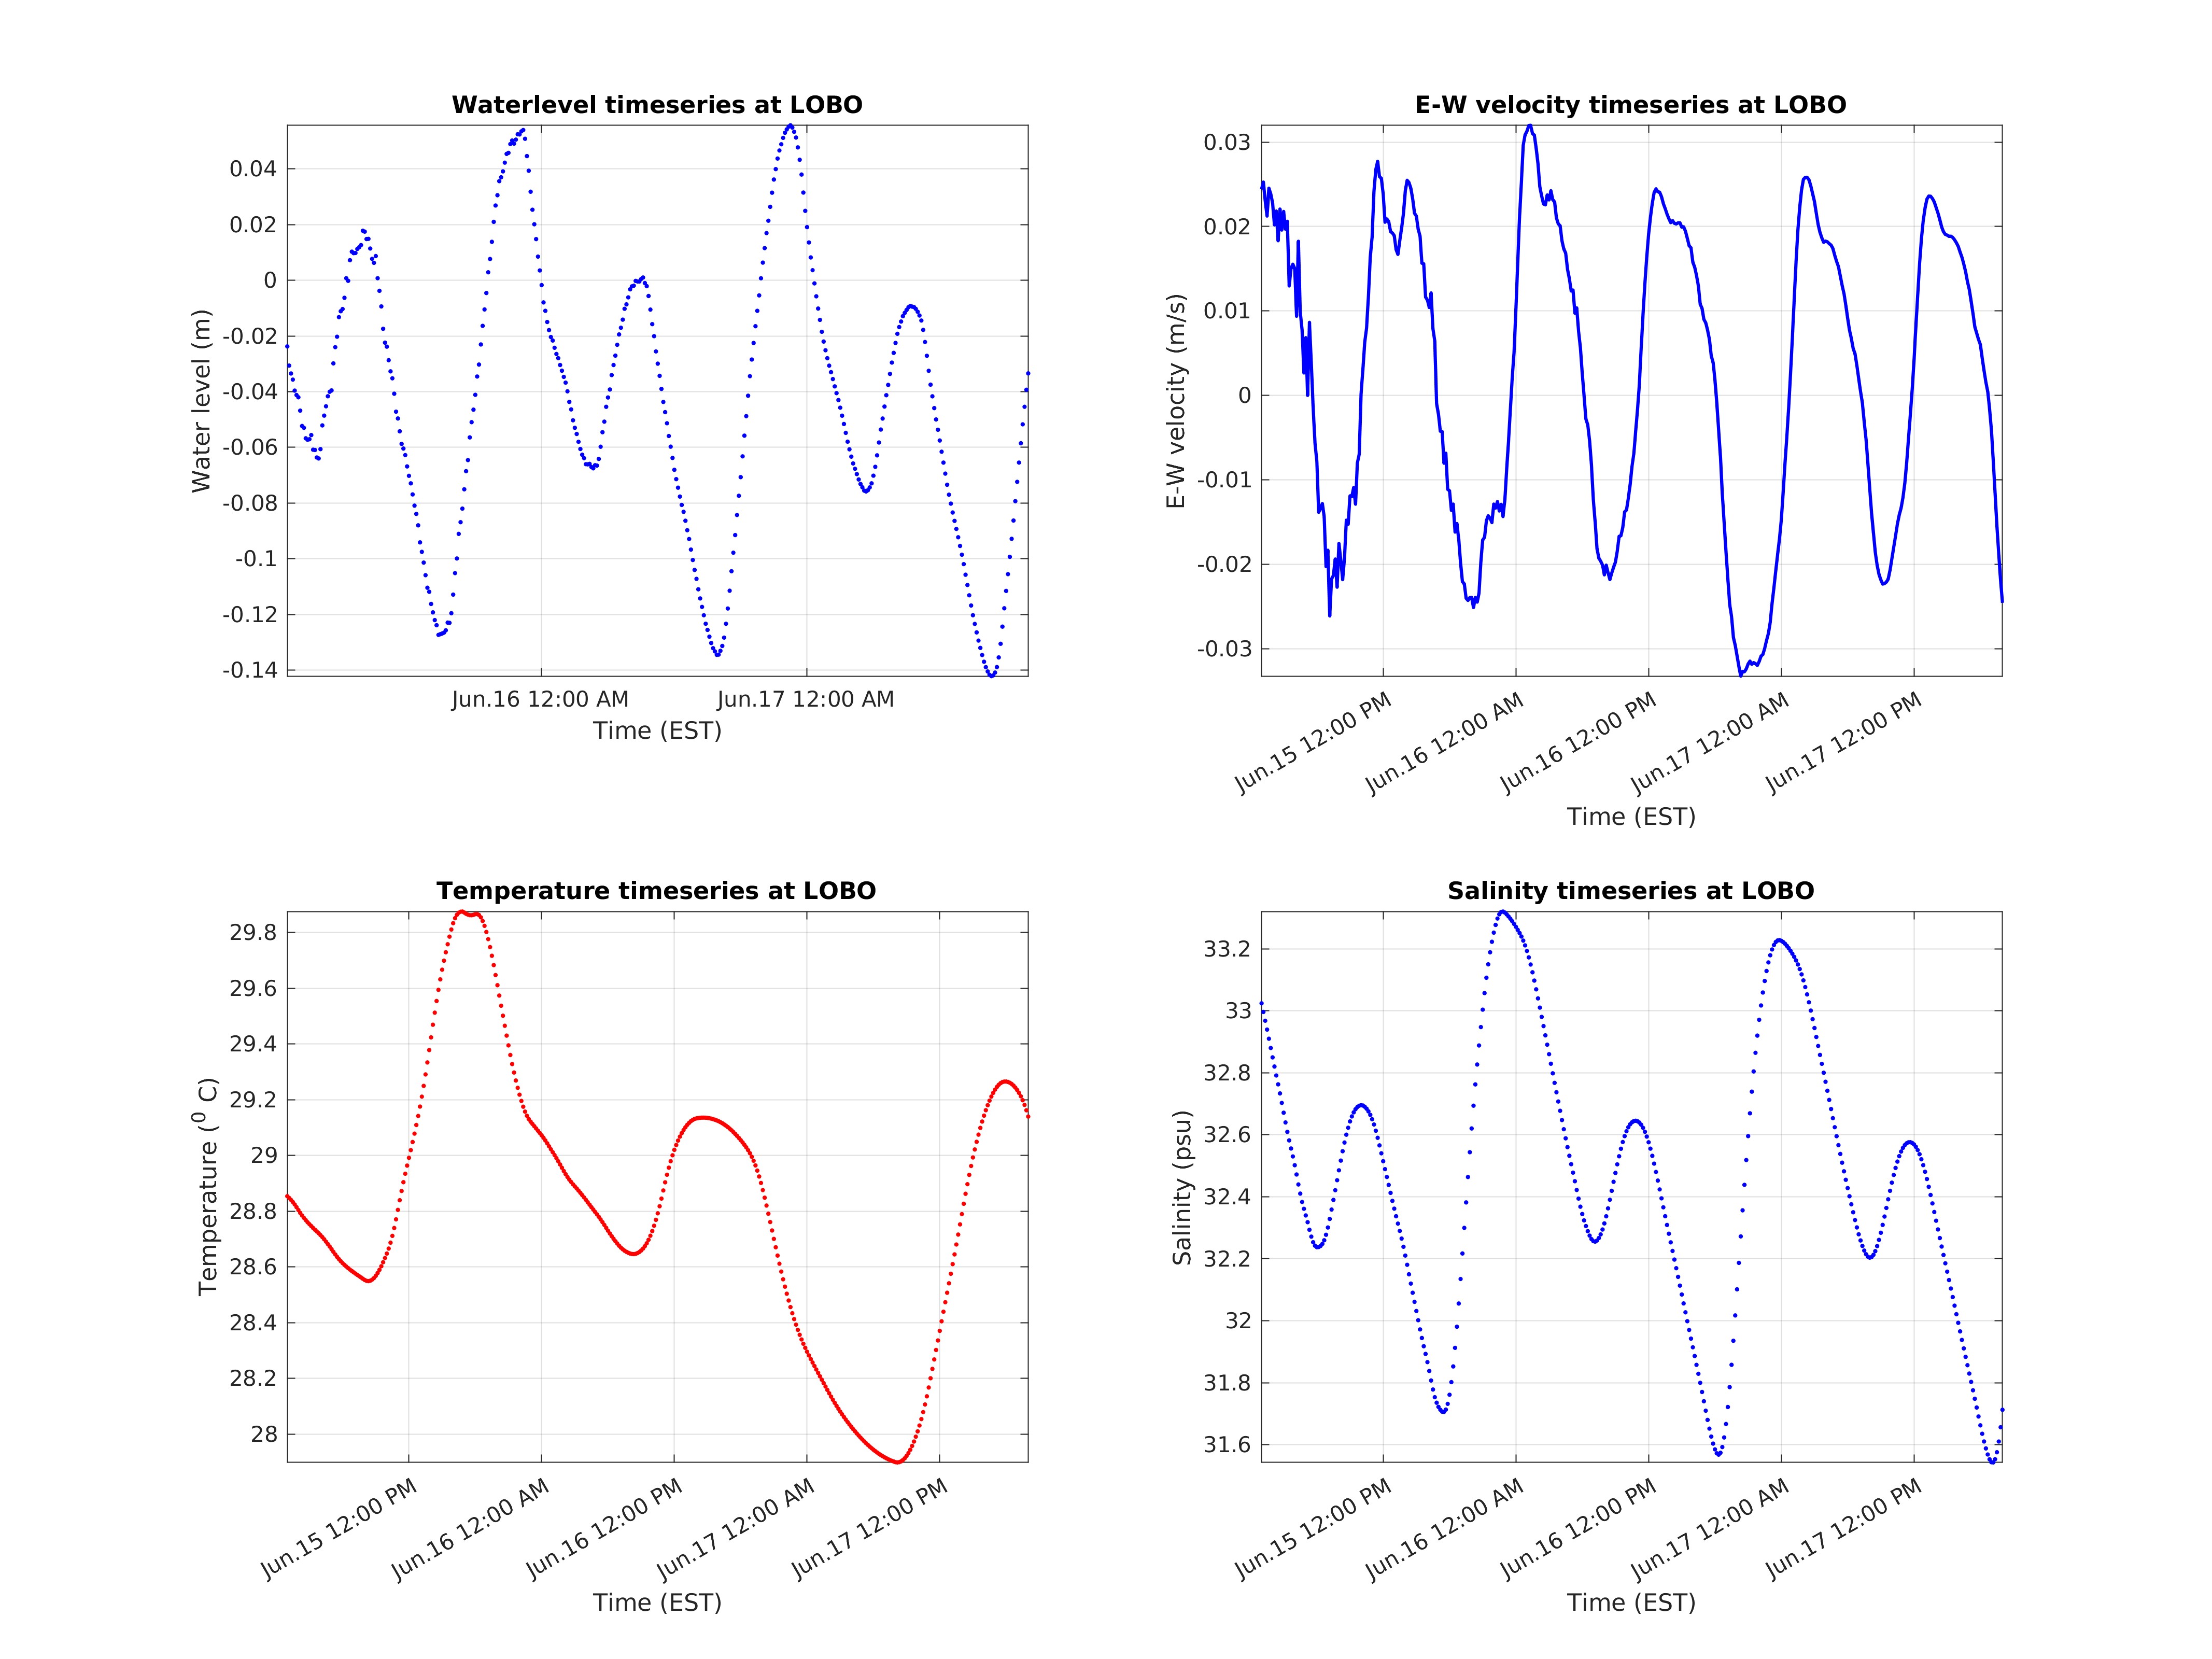 Waterlevel timeseries at LOBO
0.04
0.02
0
-0.02
-0.04
-0.06
-0.08
-0.1
-0.12
-0.14
Water level (m)
Jun.16 12:00 AM
Jun.17 12:00 AM
Time (EST)
E-W velocity timeseries at LOBO
0.03
0.02
0.01
0
-0.01
-0.02
-0.03
E-W velocity (m/s)
Jun.15 12:00 PM
Jun.16 12:00 AM
Jun.16 12:00 PM
Jun.17 12:00 AM
Jun.17 12:00 PM
Time (EST)
Temperature timeseries at LOBO
29.8
29.6
29.4
29.2
29
28.8
28.6
28.4
28.2
28
Temperature (⁰ C)
Jun.15 12:00 PM
Jun.16 12:00 AM
Jun.16 12:00 PM
Jun.17 12:00 AM
Jun.17 12:00 PM
Time (EST)
Salinity timeseries at LOBO
33.2
33
32.8
32.6
32.4
32.2
32
31.8
31.6
Salinity (psu)
Jun.15 12:00 PM
Jun.16 12:00 AM
Jun.16 12:00 PM
Jun.17 12:00 AM
Jun.17 12:00 PM
Time (EST)